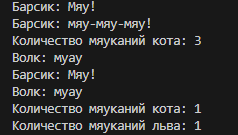 Барсик: Мяу!
Барсик: мяу-мяу-мяу!
Количество мяуканий кота: 3
Волк: муау
Барсик: Мяу!
Волк: муау
Количество мяуканий кота: 1
Количество мяуканий льва: 1